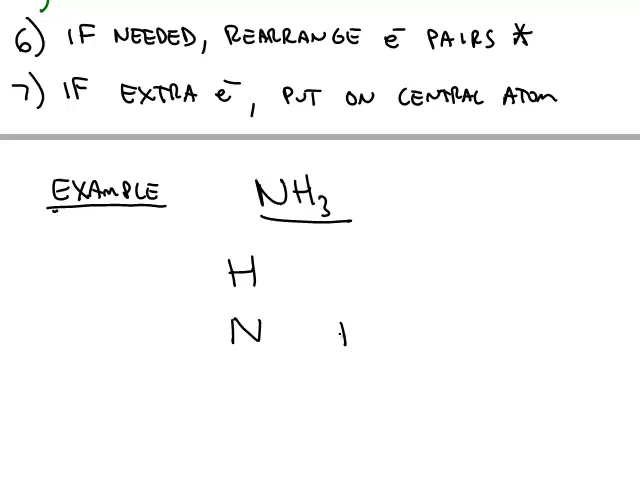 6) IF NEEDED, REARRANGE e⁻ PAIRS *
7) IF EXTRA e⁻, PUT ON CENTRAL ATOM
EXAMPLE NH₃
H
N